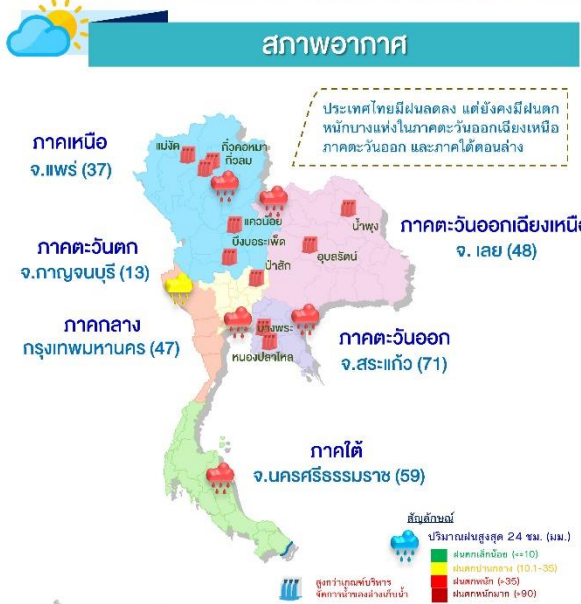 สภาพอากาศ
ประเทศไทยมีฝนลดลง แต่ยังคงมีฝนตก
หนักบางแห่งในภาคตะวันออกเฉียงเหนือ
ภาคตะวันออก และภาคใต้ตอนล่าง
ภาคเหนือ
จ.แพร่ (37)
แม่งัด
กิ่วคอหมา
กิ่วลม
แควน้อย
บึงบอระเพ็ด
ป่าสัก
น้ำพุง
อุบลรัตน์
ภาคตะวันออกเฉียงเหนือ
จ. เลย (48)
ภาคตะวันตก
จ.กาญจนบุรี (13)
ภาคกลาง
กรุงเทพมหานคร (47)
บางพระ
หนองปลาไหล
ภาคตะวันออก
จ.สระแก้ว (71)
ภาคใต้
จ.นครศรีธรรมราช (59)
สัญลักษณ์
ปริมาณฝนสูงสุด 24 ชม. (มม.)
ฝนตกเล็กน้อย (<=10)
ฝนตกปานกลาง (10.1-35)
ฝนตกหนัก (>35)
ฝนตกหนักมาก (>90)
สูงกว่าเกณฑ์บริหาร
จัดการน้ำของอ่างเก็บน้ำ